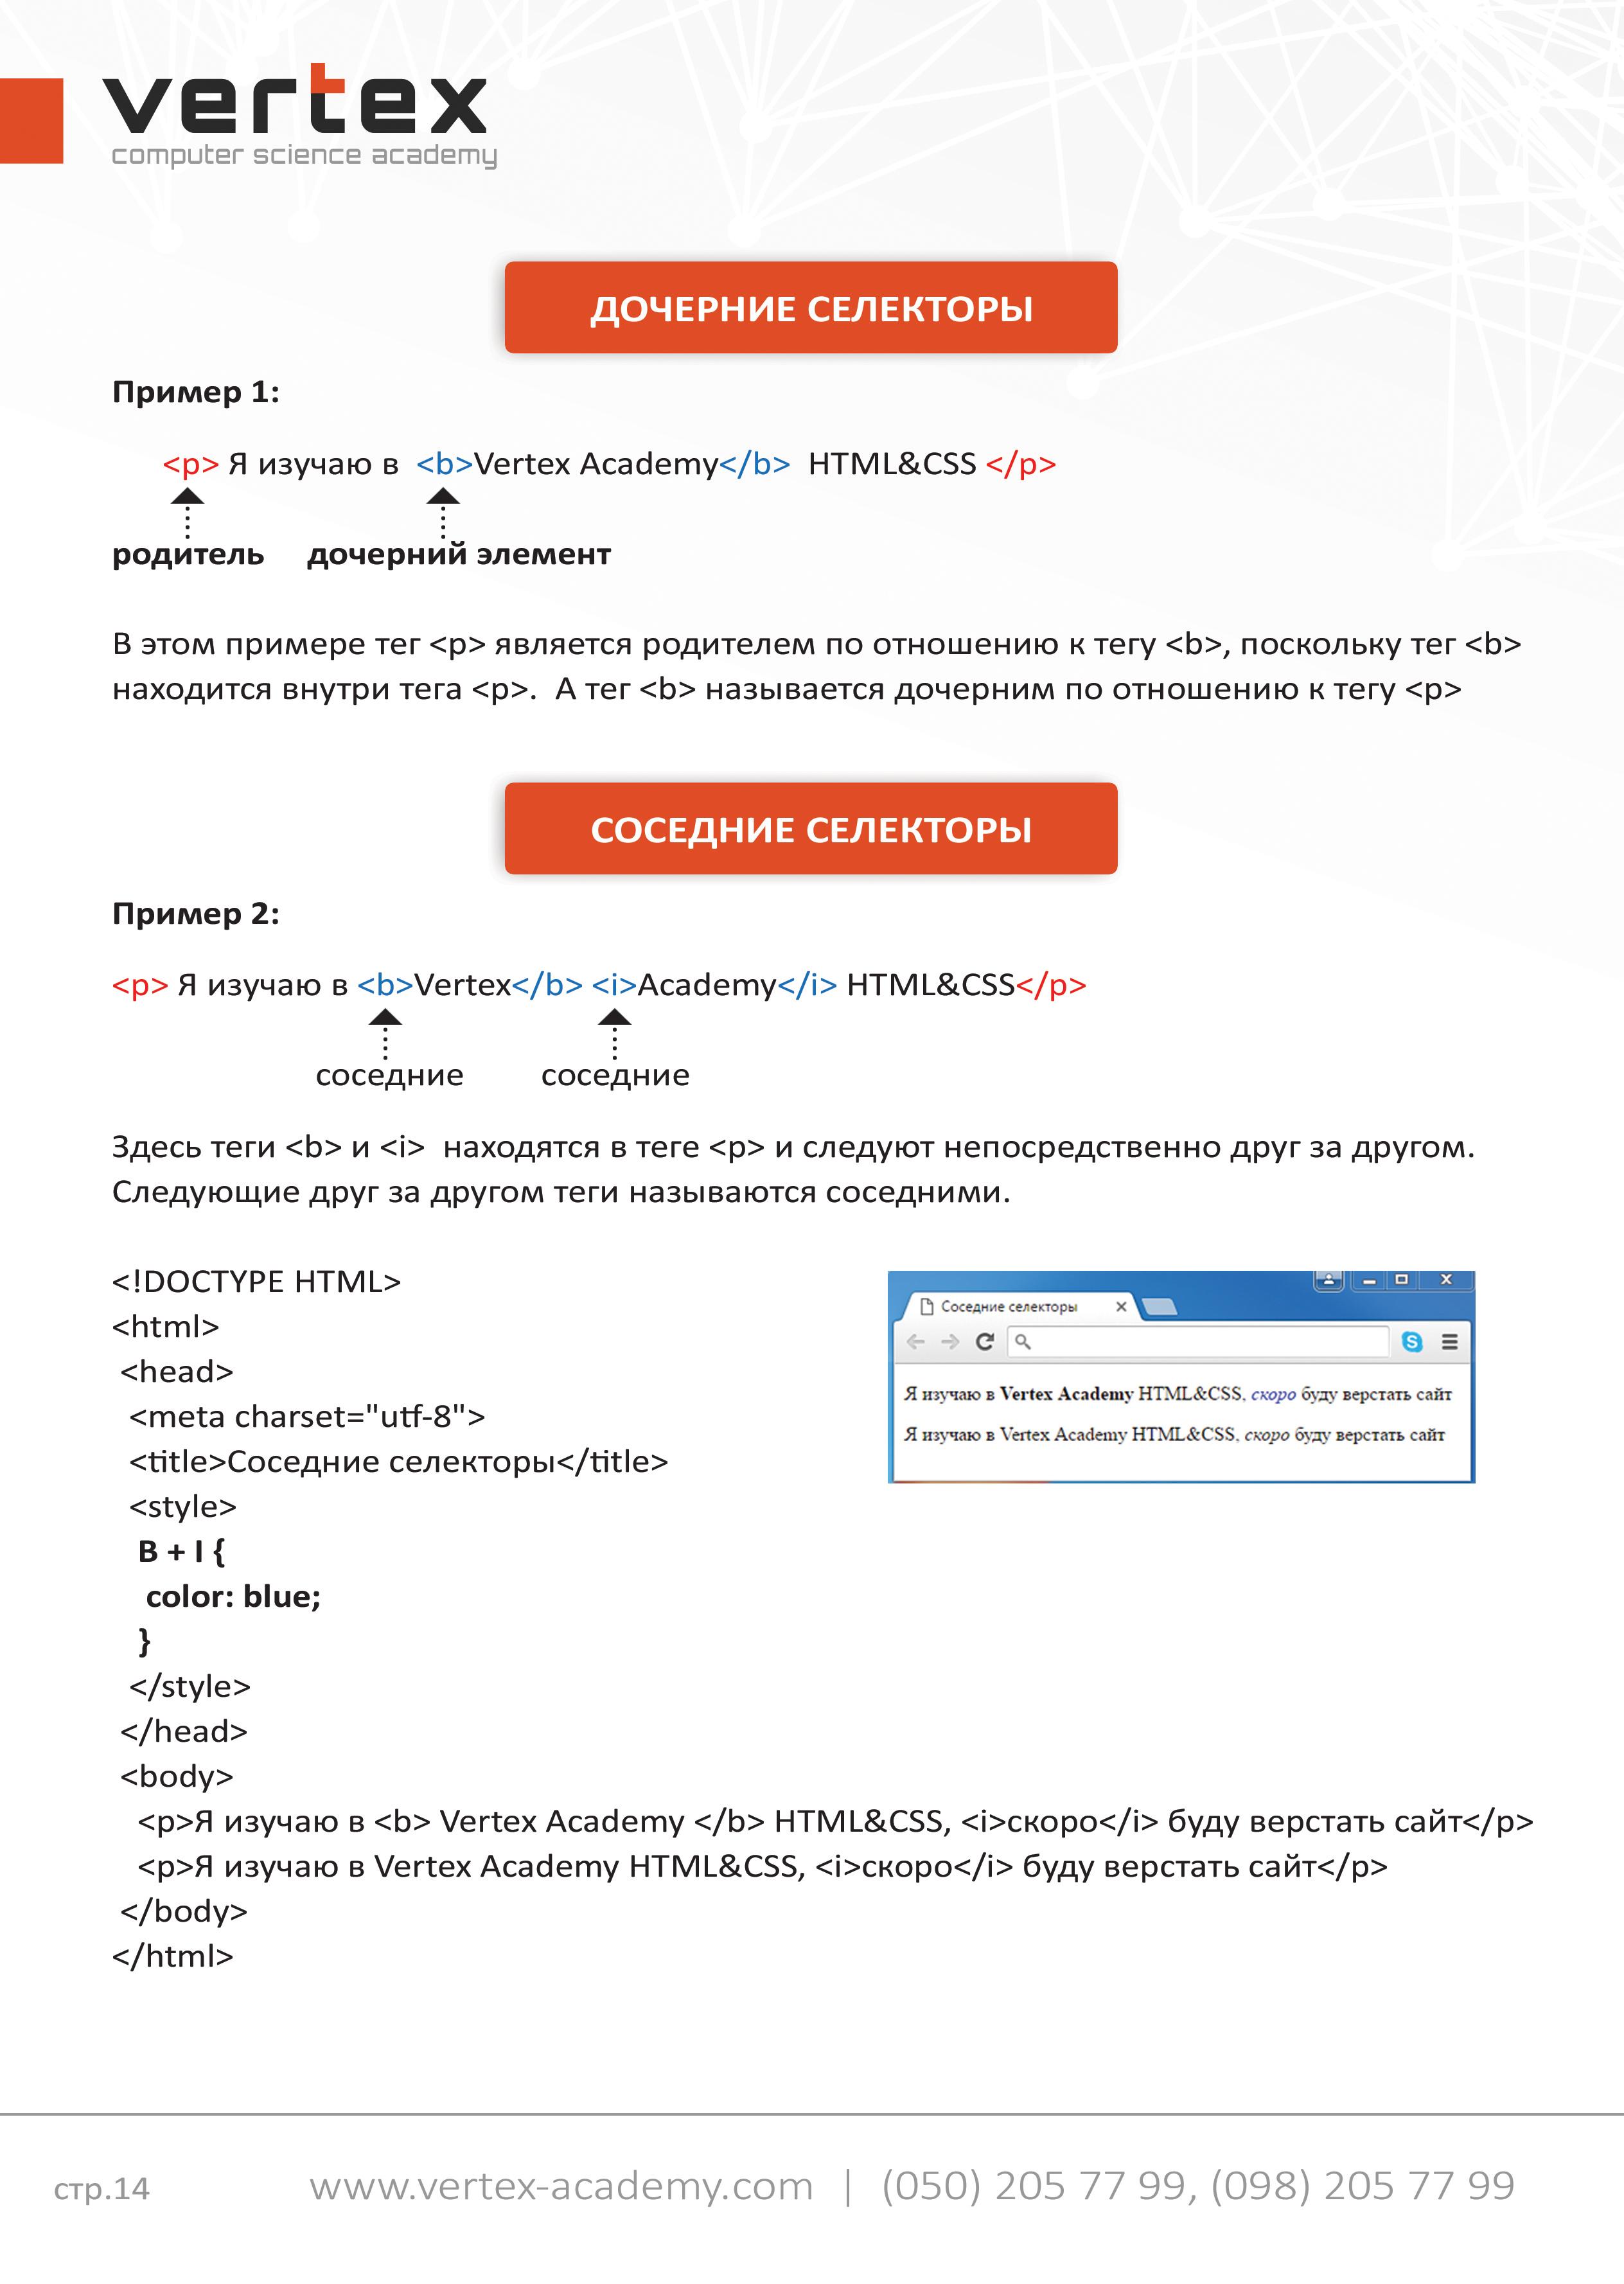 vertex
computer science academy
ДОЧЕРНИЕ СЕЛЕКТОРЫ
Пример 1:
<p> Я изучаю в <b>Vertex Academy</b> HTML&CSS </p>
родитель дочерний элемент
В этом примере тег <p> является родителем по отношению к тегу <b>, поскольку тег <b>
находится внутри тега <p>. А тег <b> называется дочерним по отношению к тегу <p>
СОСЕДНИЕ СЕЛЕКТОРЫ
Пример 2:
<p> Я изучаю в <b>Vertex</b> <i>Academy</i> HTML&CSS</p>
соседние соседние
Здесь теги <b> и <i> находятся в теге <p> и следуют непосредственно друг за другом.
Следующие друг за другом теги называются соседними.
<!DOCTYPE HTML>
<html>
<head>
<meta charset="utf-8">
<title>Соседние селекторы</title>
<style>
B + I {
color: blue;
}
</style>
</head>
<body>
<p>Я изучаю в <b> Vertex Academy </b> HTML&CSS, <i>скоро</i> буду верстать сайт</p>
<p>Я изучаю в Vertex Academy HTML&CSS, <i>скоро</i> буду верстать сайт</p>
</body>
</html>
Соседние селекторы
Я изучаю в Vertex Academy HTML&CSS, скоро буду верстать сайт
Я изучаю в Vertex Academy HTML&CSS, скоро буду верстать сайт
стр.14 www.vertex-academy.com | (050) 205 77 99, (098) 205 77 99